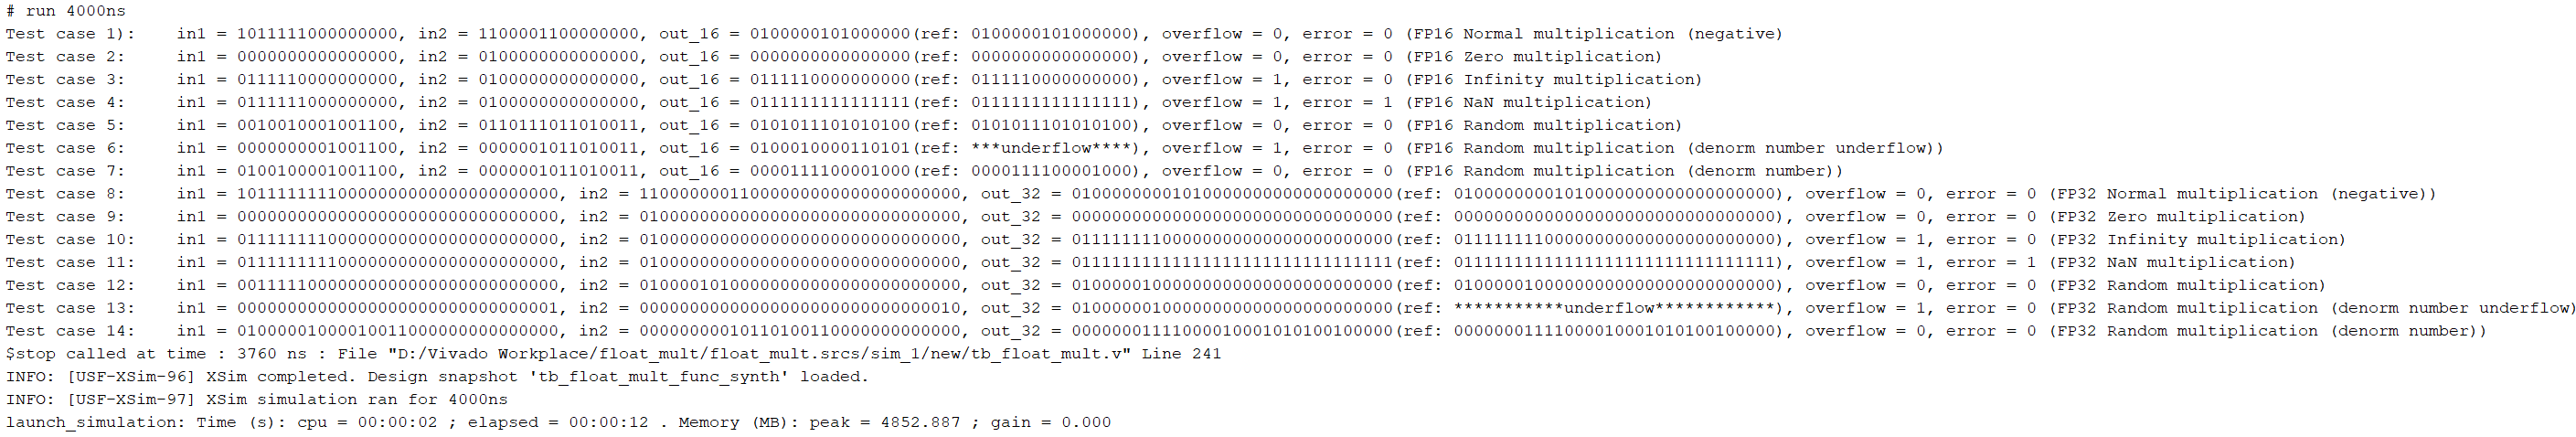 # run 4000ns
Test case 1):    in1 = 1011111000000000, in2 = 1100001100000000, out_16 = 0100000101000000(ref: 0100000101000000), overflow = 0, error = 0 (FP16 Normal multiplication (negative)
Test case 2:     in1 = 0000000000000000, in2 = 0100000000000000, out_16 = 0000000000000000(ref: 0000000000000000), overflow = 0, error = 0 (FP16 Zero multiplication)
Test case 3:     in1 = 0111110000000000, in2 = 0100000000000000, out_16 = 0111110000000000(ref: 0111110000000000), overflow = 1, error = 0 (FP16 Infinity multiplication)
Test case 4:     in1 = 0111111000000000, in2 = 0100000000000000, out_16 = 0111111111111111(ref: 0111111111111111), overflow = 1, error = 1 (FP16 NaN multiplication)
Test case 5:     in1 = 0010010001001100, in2 = 0110111011010011, out_16 = 0101011101010100(ref: 0101011101010100), overflow = 0, error = 0 (FP16 Random multiplication)
Test case 6:     in1 = 0000000001001100, in2 = 0000001011010011, out_16 = 0100010000110101(ref: ***underflow****), overflow = 1, error = 0 (FP16 Random multiplication (denorm number underflow))
Test case 7:     in1 = 0100100001001100, in2 = 0000001011010011, out_16 = 0000111100001000(ref: 0000111100001000), overflow = 0, error = 0 (FP16 Random multiplication (denorm number))
Test case 8:     in1 = 10111111110000000000000000000000, in2 = 11000000011000000000000000000000, out_32 = 01000000001010000000000000000000(ref: 01000000001010000000000000000000), overflow = 0, error = 0 (FP32 Normal multiplication (negative))
Test case 9:     in1 = 00000000000000000000000000000000, in2 = 01000000000000000000000000000000, out_32 = 00000000000000000000000000000000(ref: 00000000000000000000000000000000), overflow = 0, error = 0 (FP32 Zero multiplication)
Test case 10:    in1 = 01111111100000000000000000000000, in2 = 01000000000000000000000000000000, out_32 = 01111111100000000000000000000000(ref: 01111111100000000000000000000000), overflow = 1, error = 0 (FP32 Infinity multiplication)
Test case 11:    in1 = 01111111110000000000000000000000, in2 = 01000000000000000000000000000000, out_32 = 01111111111111111111111111111111(ref: 01111111111111111111111111111111), overflow = 1, error = 1 (FP32 NaN multiplication)
Test case 12:    in1 = 00111110000000000000000000000000, in2 = 01000010100000000000000000000000, out_32 = 01000001000000000000000000000000(ref: 01000001000000000000000000000000), overflow = 0, error = 0 (FP32 Random multiplication)
Test case 13:    in1 = 00000000000000000000000000000001, in2 = 00000000000000000000000000000010, out_32 = 01000000100000000000000000000000(ref: ***********underflow************), overflow = 1, error = 0 (FP32 Random multiplication (denorm number underflow)
Test case 14:    in1 = 01000001000010011000000000000000, in2 = 00000000010110100110000000000000, out_32 = 00000001111000010001010100100000(ref: 00000001111000010001010100100000), overflow = 0, error = 0 (FP32 Random multiplication (denorm number))
$stop called at time : 3760 ns : File "D:/Vivado Workplace/float_mult/float_mult.srcs/sim_1/new/tb_float_mult.v" Line 241
INFO: [USF-XSim-96] XSim completed. Design snapshot 'tb_float_mult_func_synth' loaded.
INFO: [USF-XSim-97] XSim simulation ran for 4000ns
launch_simulation: Time (s): cpu = 00:00:02 ; elapsed = 00:00:12 . Memory (MB): peak = 4852.887 ; gain = 0.000